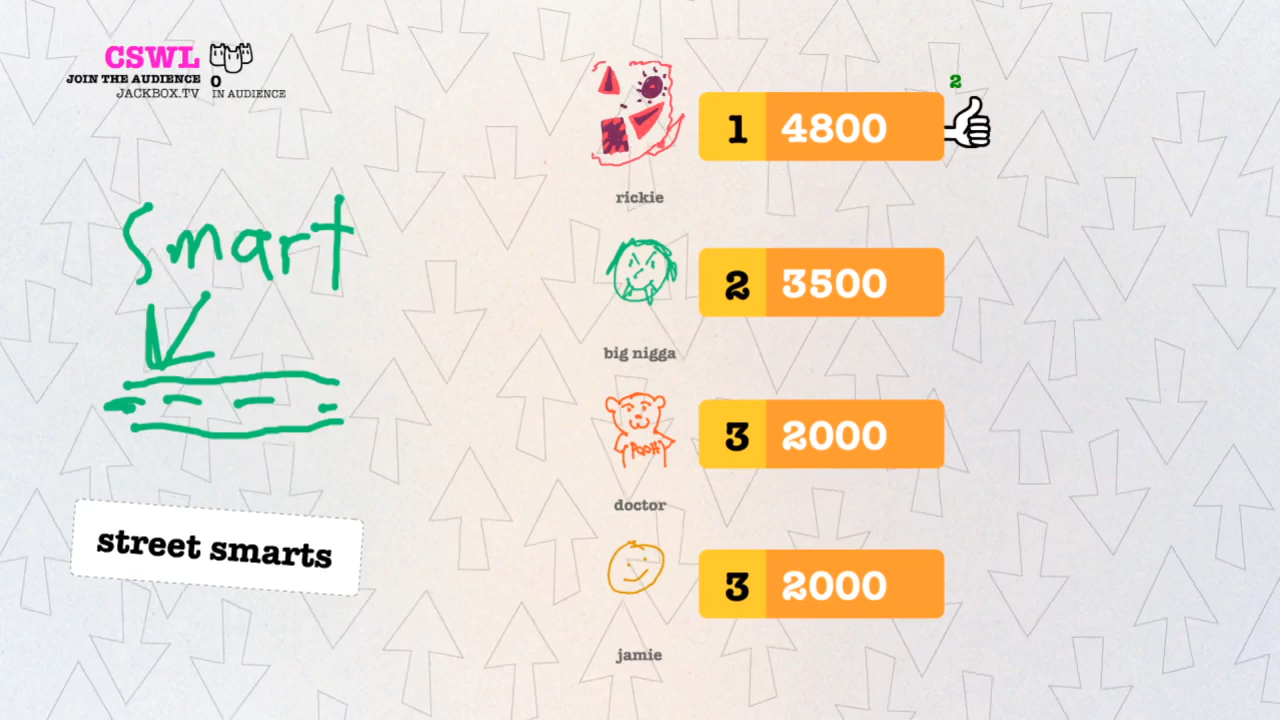 CSWL
JOIN THE AUDIENCE
JACKBOX.TV
0
IN AUDIENCE
smart
street smarts
2
1 4800
rickie
2 3500
big nigga
POOH
3 2000
doctor
3 2000
jamie